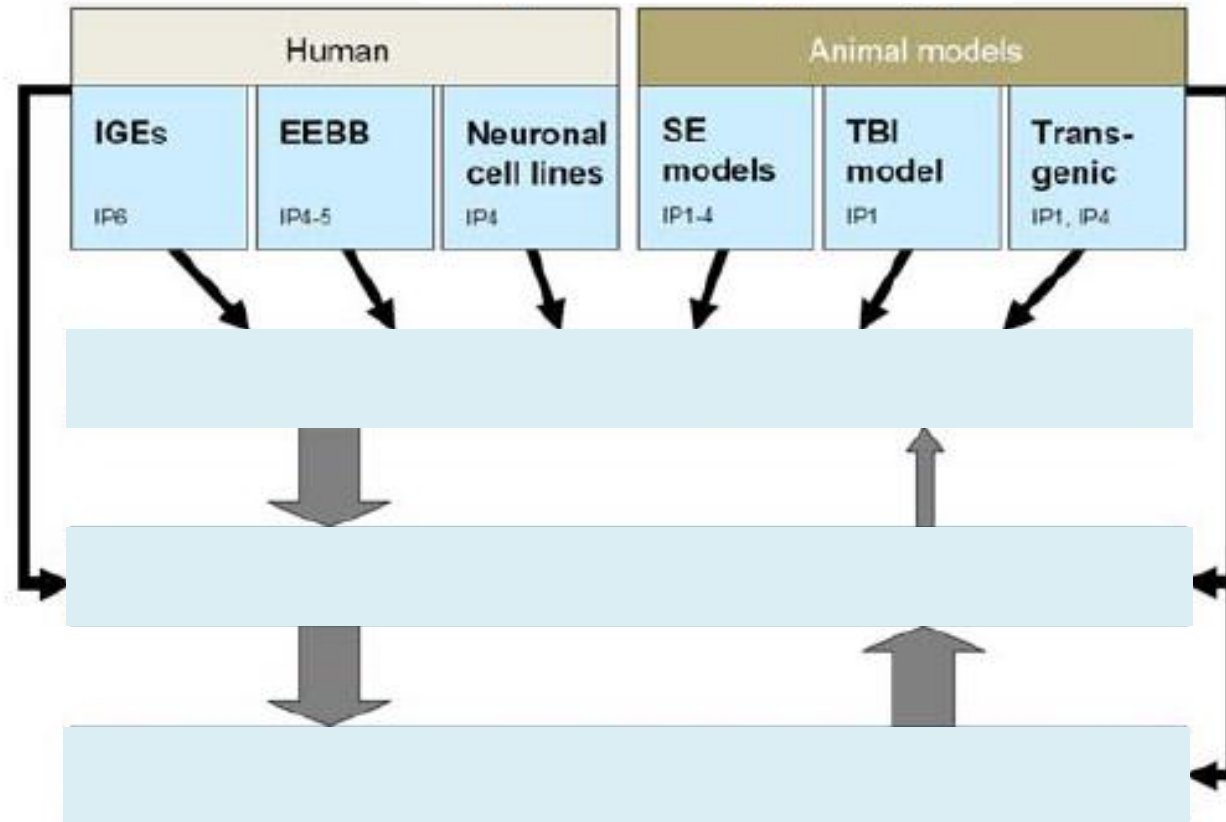 Human
Animal models
IGEs
IP6
EEBB
IP4-5
Neuronal
cell lines
IP4
SE
models
IP1-4
TBI
model
IP1
Trans-
genic
IP1, IP4